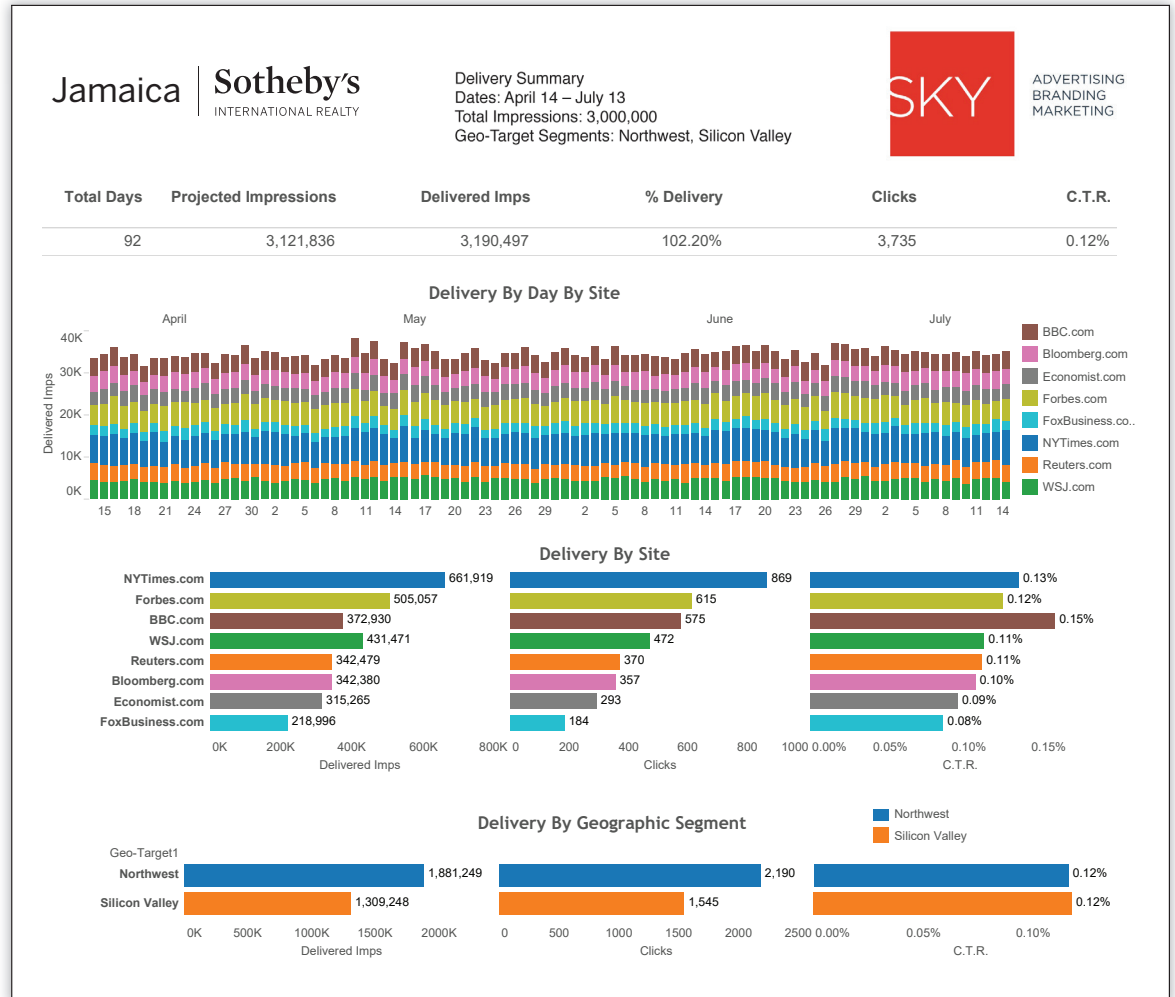 Jamaica
Sotheby's
INTERNATIONAL REALTY
Delivery Summary
Dates: April 14 – July 13
Total Impressions: 3,000,000
Geo-Target Segments: Northwest, Silicon Valley
SKY
ADVERTISING
BRANDING
MARKETING
Total Days Projected Impressions Delivered Imps % Delivery Clicks C.T.R.
92 3,121,836 3,190,497 102.20% 3,735 0.12%
Delivery By Day By Site
April May June July
40K
30K
20K
10K
0K
Delivered Imps
15 18 21 24 27 30 2 5 8 11 14 17 20 23 26 29 2 5 8 11 14 17 20 23 26 29 2 5 8 11 14
BBC.com
Bloomberg.com
Economist.com
Forbes.com
FoxBusiness.co..
NYTimes.com
Reuters.com
WSJ.com
Delivery By Site
NYTimes.com 661,919 869 0.13%
Forbes.com 505,057 615 0.12%
BBC.com 372,930 575 0.15%
WSJ.com 431,471 472 0.11%
Reuters.com 342,479 370 0.11%
Bloomberg.com 342,380 357 0.10%
Economist.com 315,265 293 0.09%
FoxBusiness.com 218,996 184 0.08%
0K 200K 400K 600K 800K 0 200 400 600 800 1000 0.00% 0.05% 0.10% 0.15%
Delivered Imps Clicks C.T.R.
Delivery By Geographic Segment
Northwest
Silicon Valley
Geo-Target1
Northwest 1,881,249 2,190 0.12%
Silicon Valley 1,309,248 1,545 0.12%
0K 500K 1000K 1500K 2000K 0 500 1000 1500 2000 2500 0.00% 0.05% 0.10%
Delivered Imps Clicks C.T.R.